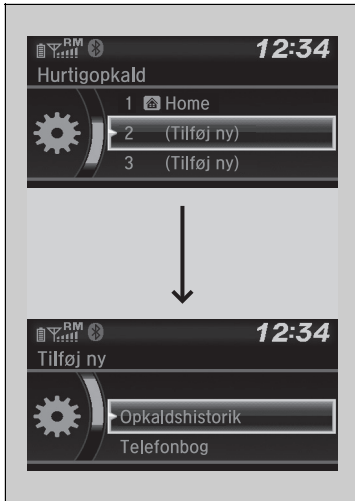 RM 12:34
Hurtigopkald
1 Home
2 (Tilføj ny)
3 (Tilføj ny)
RM 12:34
Tilføj ny
Opkaldshistorik
Telefonbog